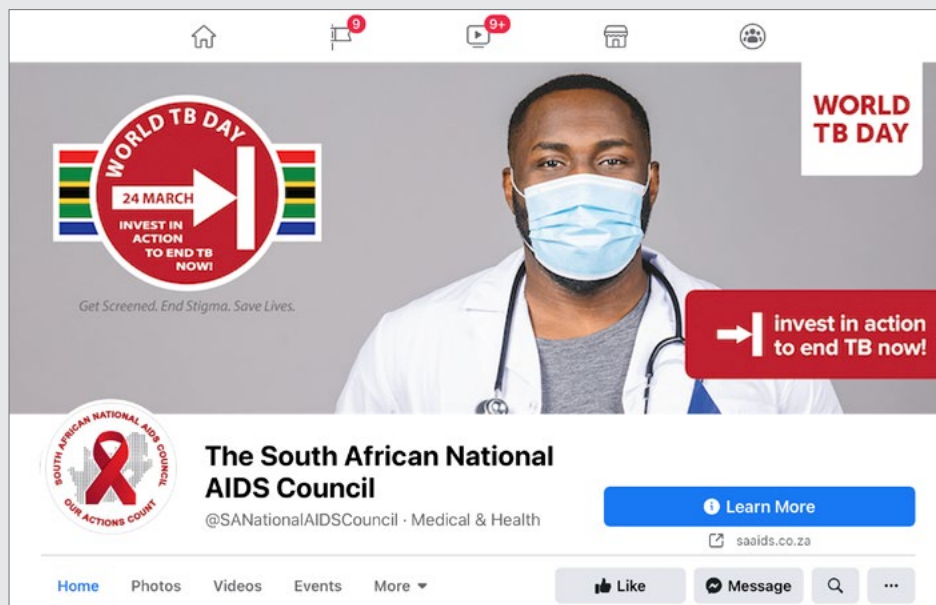 9
9+
WORLD TB DAY
24 MARCH
INVEST IN
ACTION
TO END TB
NOW!
Get Screened. End Stigma. Save Lives.
WORLD
TB DAY
invest in action
to end TB now!
SOUTH AFRICAN NATIONAL AIDS COUNCIL
OUR ACTIONS COUNT
The South African National
AIDS Council
@SANationalAIDSCouncil · Medical & Health
Learn More
saaids.co.za
Home Photos Videos Events More
Like Message